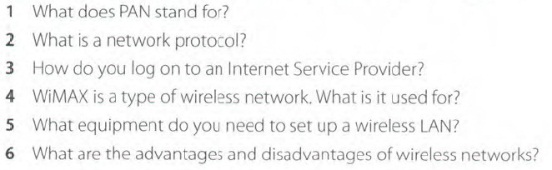 1 What does PAN stand for?
2 What is a network protocol?
3 How do you log on to an Internet Service Provider?
4 WiMAX is a type of wireless network. What is it used for?
5 What equipment do you need to set up a wireless LAN?
6 What are the advantages and disadvantages of wireless networks?